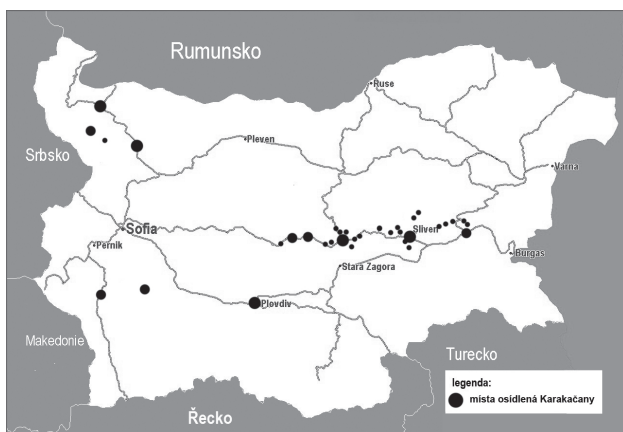 Rumunsko
Ruse
Pleven
Srbsko
Varna
Sofia
Sliven
Pernik
Burgas
Stara Zagora
Plovdiv
Makedonie
Turecko
legenda:
místa osídlená Karakačany
Řecko